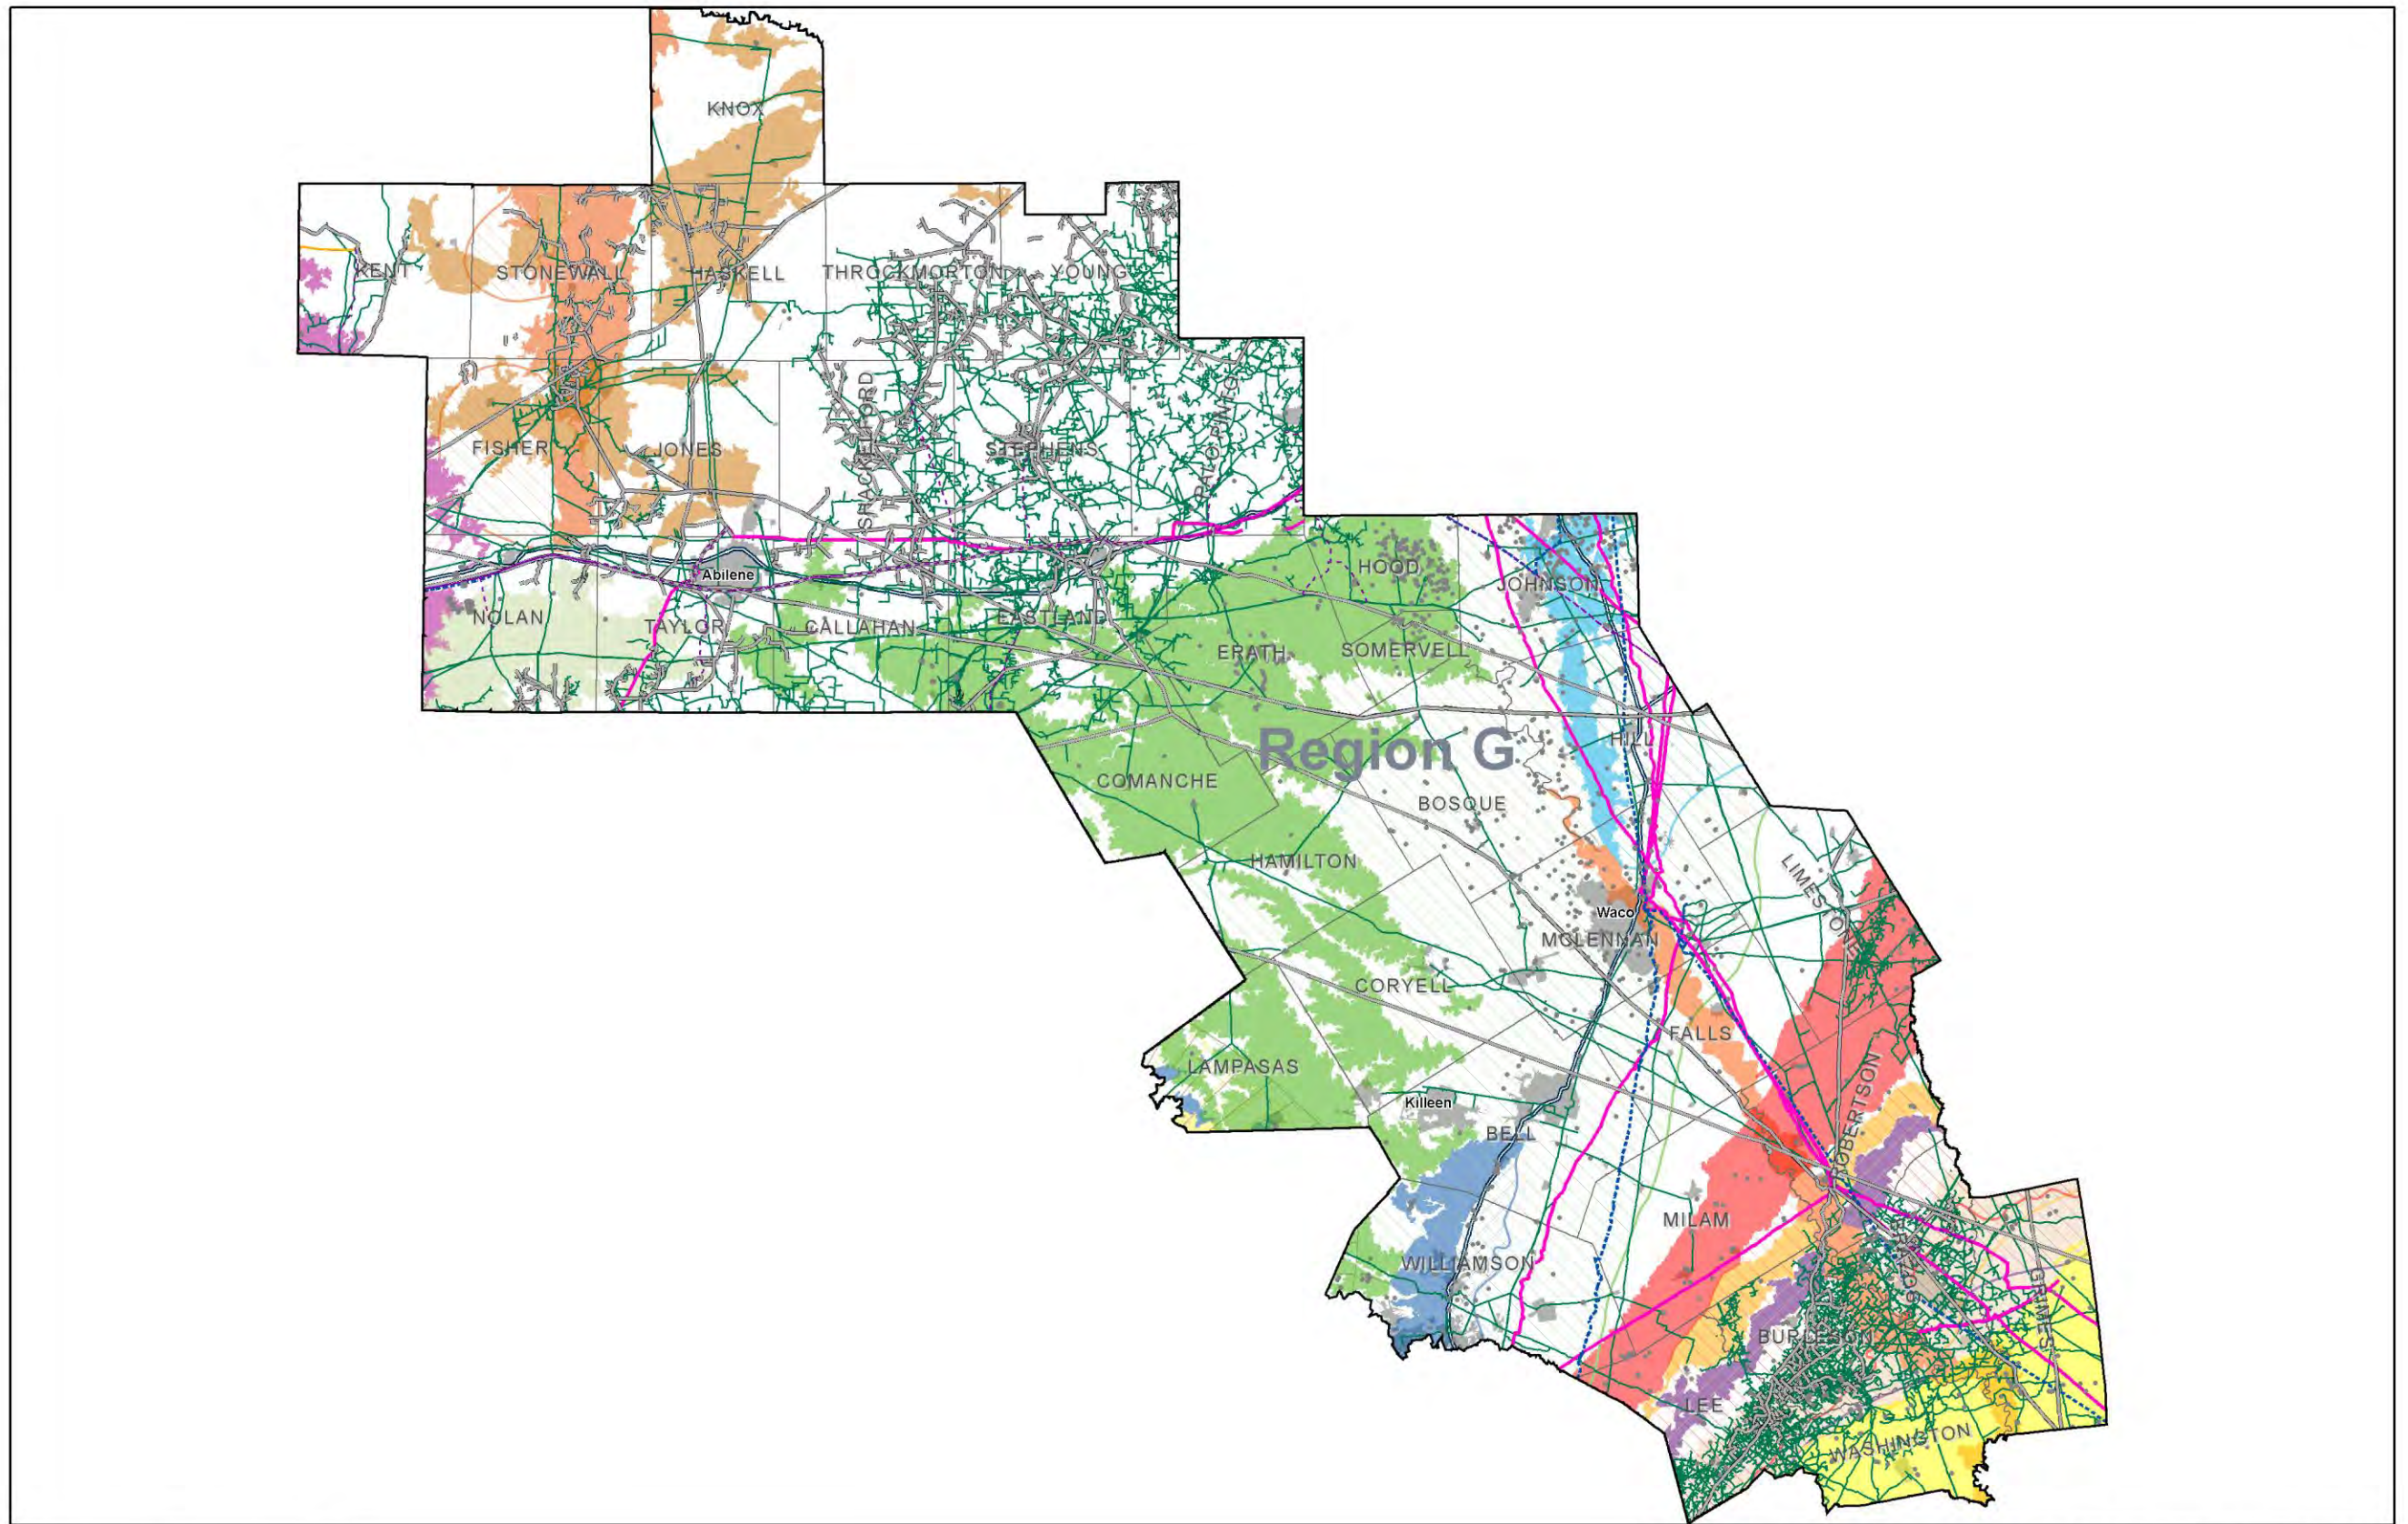 KNOX
KENT
STONEWALL
HASKELL
THROCKMORTON
YOUNG
FISHER
JONES
SHACKELFORD
STEPHENS
PALO PINTO
Abilene
NOLAN
TAYLOR
CALLAHAN
EASTLAND
HOOD
JOHNSON
ERATH
SOMERVELL
Region G
HILL
COMANCHE
BOSQUE
HAMILTON
LIMESTONE
Waco
MCLENNAN
CORYELL
FALLS
LAMPASAS
ROBERTSON
Killeen
BELL
MILAM
WILLIAMSON
BRAZOS
GRIMES
BURLESON
LEE
WASHINGTON